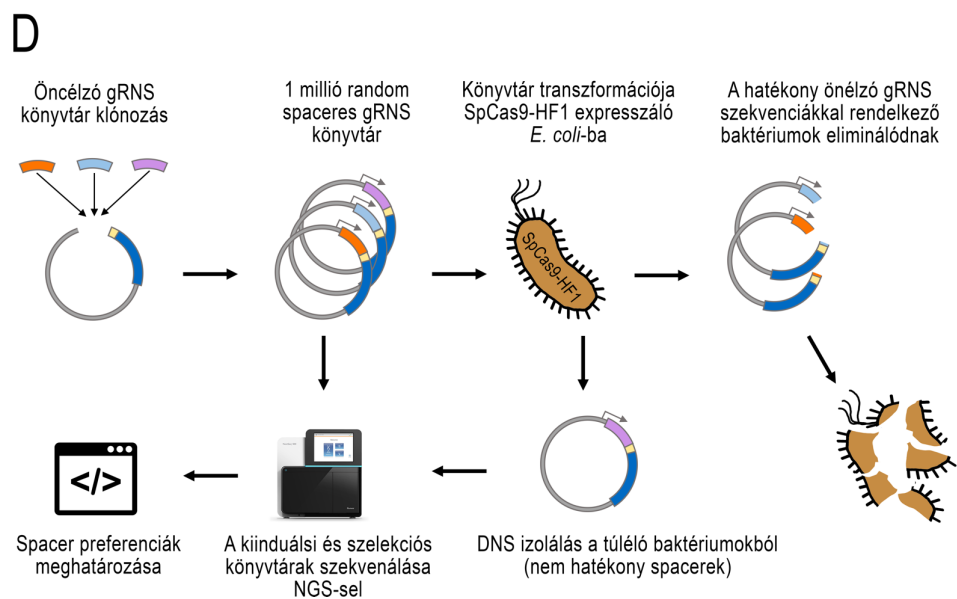 D
Öncélzó gRNS
könyvtár klónozás
1 millió random
spaceres gRNS
könyvtár
Könyvtár transzformációja
SpCas9-HF1 expresszáló
E. coli-ba
A hatékony önélzó gRNS
szekvenciákkal rendelkező
baktériumok eliminálódnak
SpCas9-HF1
</>
Spacer preferenciák
meghatározása
A kiinduálsi és szelekciós
könyvtárak szekvenálása
NGS-sel
DNS izolálás a túlélő baktériumokból
(nem hatékony spacerek)